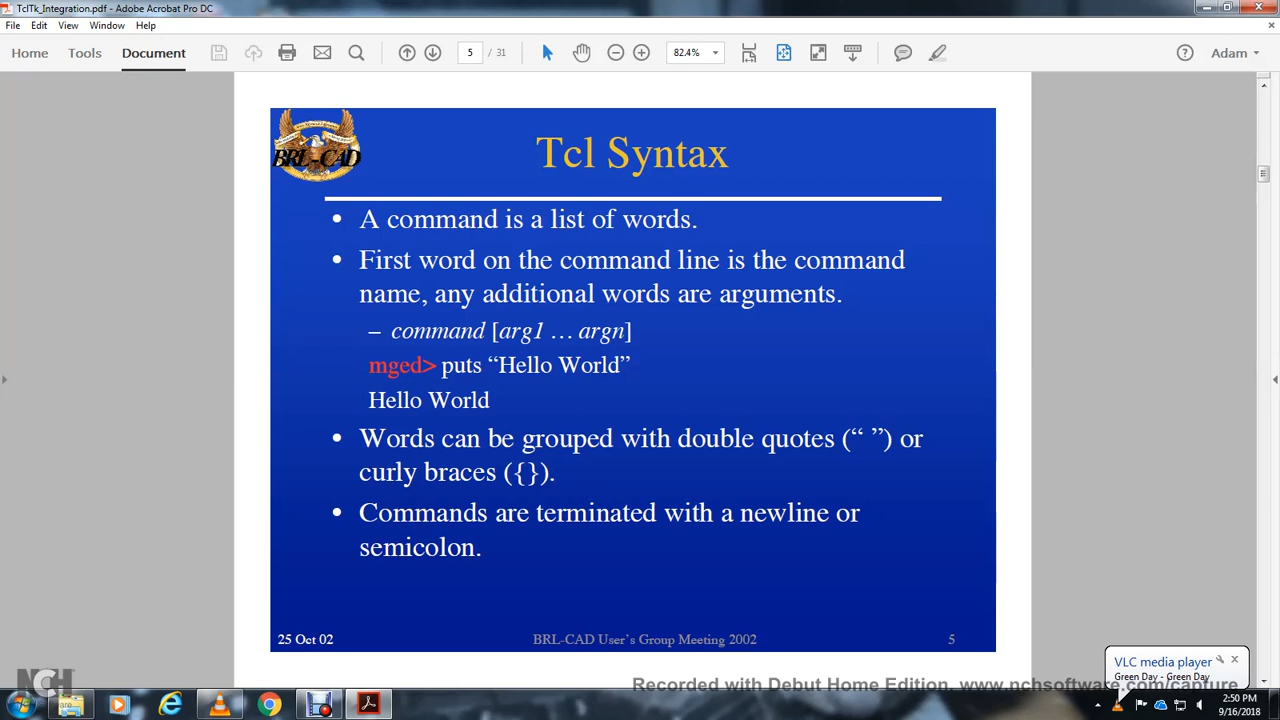 TclTk_Integration.pdf - Adobe Acrobat Pro DC
File Edit View Window Help
Home Tools Document 5 / 31 82.4% Adam
BRL-CAD
Tcl Syntax
• A command is a list of words.
• First word on the command line is the command
name, any additional words are arguments.
– command [arg1 … argn]
mged> puts “Hello World”
Hello World
• Words can be grouped with double quotes (“ ”) or
curly braces ({}).
• Commands are terminated with a newline or
semicolon.
25 Oct 02 BRL-CAD User’s Group Meeting 2002 5
VLC media player
Green Day - Green Day
NCH
Recorded with Debut Home Edition. www.nchsoftware.com/capture
2:50 PM
9/16/2018